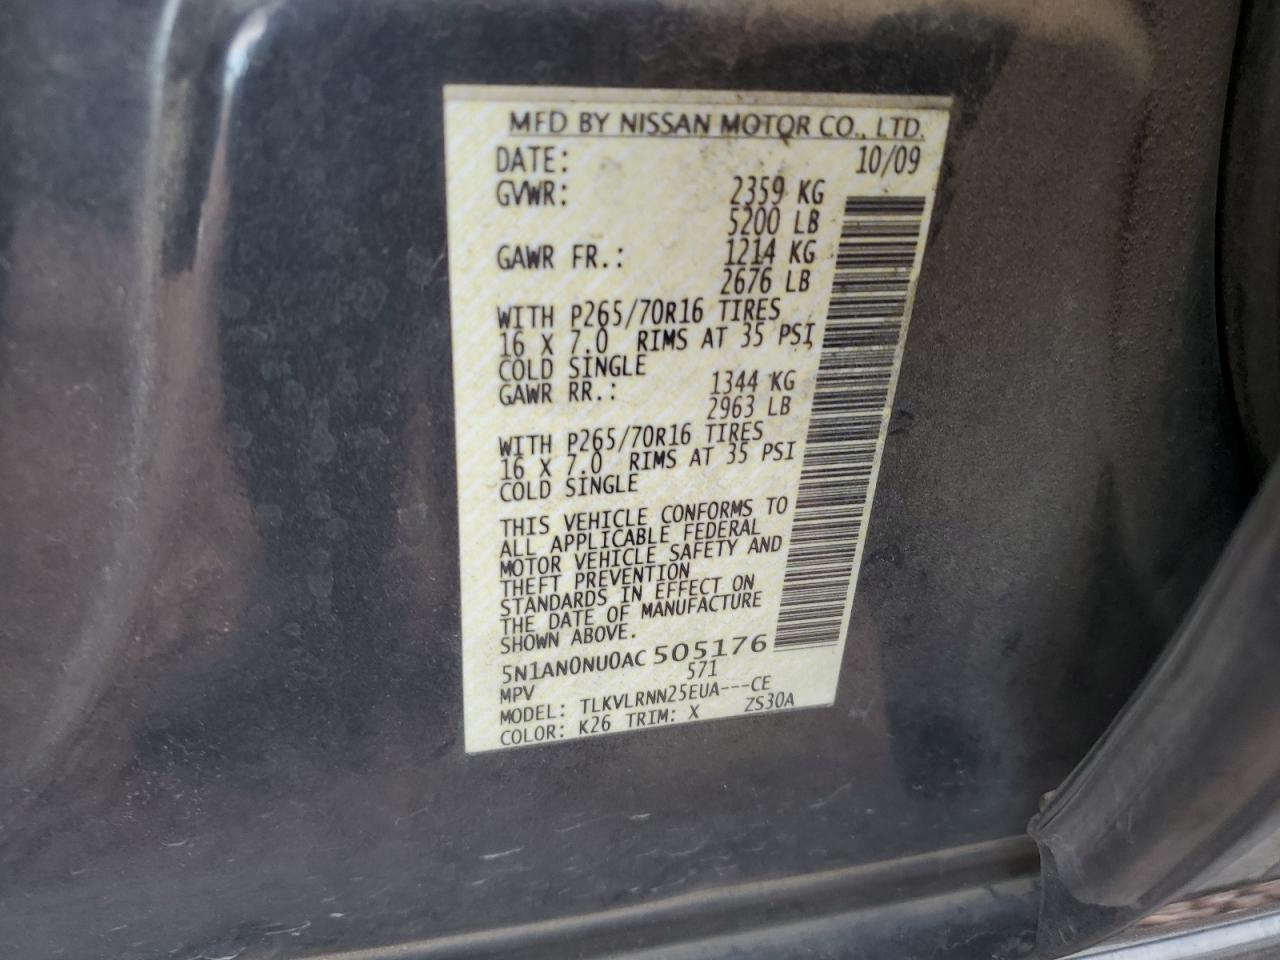 MFD BY NISSAN MOTOR CO., LTD.
DATE: 10/09
GVWR: 2359 KG
5200 LB
GAWR FR.: 1214 KG
2676 LB
WITH P265/70R16 TIRES
16 X 7.0 RIMS AT 35 PSI
COLD SINGLE
GAWR RR.: 1344 KG
2963 LB
WITH P265/70R16 TIRES
16 X 7.0 RIMS AT 35 PSI
COLD SINGLE
THIS VEHICLE CONFORMS TO
ALL APPLICABLE FEDERAL
MOTOR VEHICLE SAFETY AND
THEFT PREVENTION
STANDARDS IN EFFECT ON
THE DATE OF MANUFACTURE
SHOWN ABOVE.
5N1AN0NU0AC 505176
MPV 571
MODEL: TLKVLRNN25EUA---CE
COLOR: K26 TRIM: X ZS30A